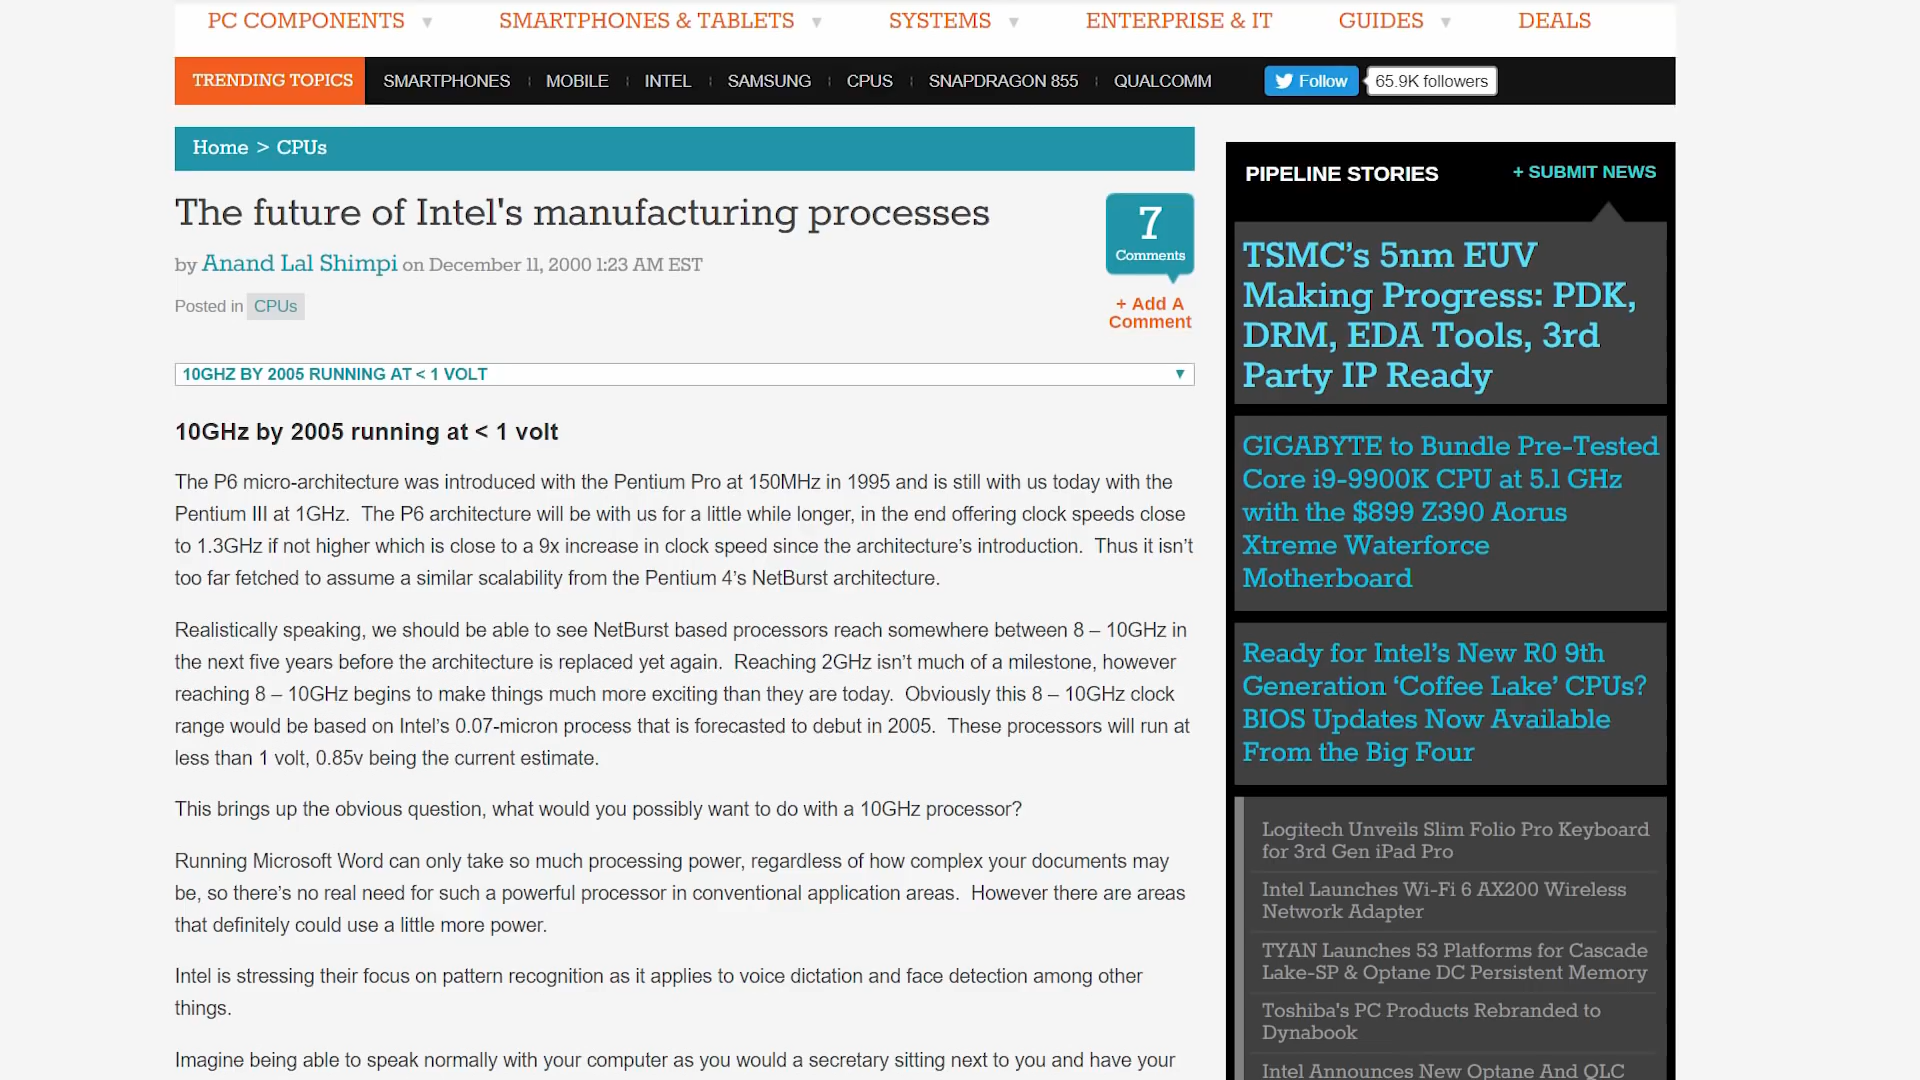 PC COMPONENTS ▼ SMARTPHONES & TABLETS ▼ SYSTEMS ▼ ENTERPRISE & IT GUIDES ▼ DEALS
TRENDING TOPICS SMARTPHONES MOBILE INTEL SAMSUNG CPUS SNAPDRAGON 855 QUALCOMM Follow 65.9K followers
Home > CPUs
The future of Intel's manufacturing processes
by Anand Lal Shimpi on December 11, 2000 1:23 AM EST
Posted in CPUs
7
Comments
+ Add A
Comment
10GHZ BY 2005 RUNNING AT < 1 VOLT ▼
10GHz by 2005 running at < 1 volt
The P6 micro-architecture was introduced with the Pentium Pro at 150MHz in 1995 and is still with us today with the
Pentium III at 1GHz.  The P6 architecture will be with us for a little while longer, in the end offering clock speeds close
to 1.3GHz if not higher which is close to a 9x increase in clock speed since the architecture’s introduction.  Thus it isn’t
too far fetched to assume a similar scalability from the Pentium 4’s NetBurst architecture.
Realistically speaking, we should be able to see NetBurst based processors reach somewhere between 8 – 10GHz in
the next five years before the architecture is replaced yet again.  Reaching 2GHz isn’t much of a milestone, however
reaching 8 – 10GHz begins to make things much more exciting than they are today.  Obviously this 8 – 10GHz clock
range would be based on Intel’s 0.07-micron process that is forecasted to debut in 2005.  These processors will run at
less than 1 volt, 0.85v being the current estimate.
This brings up the obvious question, what would you possibly want to do with a 10GHz processor?
Running Microsoft Word can only take so much processing power, regardless of how complex your documents may
be, so there’s no real need for such a powerful processor in conventional application areas.  However there are areas
that definitely could use a little more power.
Intel is stressing their focus on pattern recognition as it applies to voice dictation and face detection among other
things.
Imagine being able to speak normally with your computer as you would a secretary sitting next to you and have your
PIPELINE STORIES + SUBMIT NEWS
TSMC’s 5nm EUV
Making Progress: PDK,
DRM, EDA Tools, 3rd
Party IP Ready
GIGABYTE to Bundle Pre-Tested
Core i9-9900K CPU at 5.1 GHz
with the $899 Z390 Aorus
Xtreme Waterforce
Motherboard
Ready for Intel’s New R0 9th
Generation ‘Coffee Lake’ CPUs?
BIOS Updates Now Available
From the Big Four
Logitech Unveils Slim Folio Pro Keyboard
for 3rd Gen iPad Pro
Intel Launches Wi-Fi 6 AX200 Wireless
Network Adapter
TYAN Launches 53 Platforms for Cascade
Lake-SP & Optane DC Persistent Memory
Toshiba's PC Products Rebranded to
Dynabook
Intel Announces New Optane And QLC